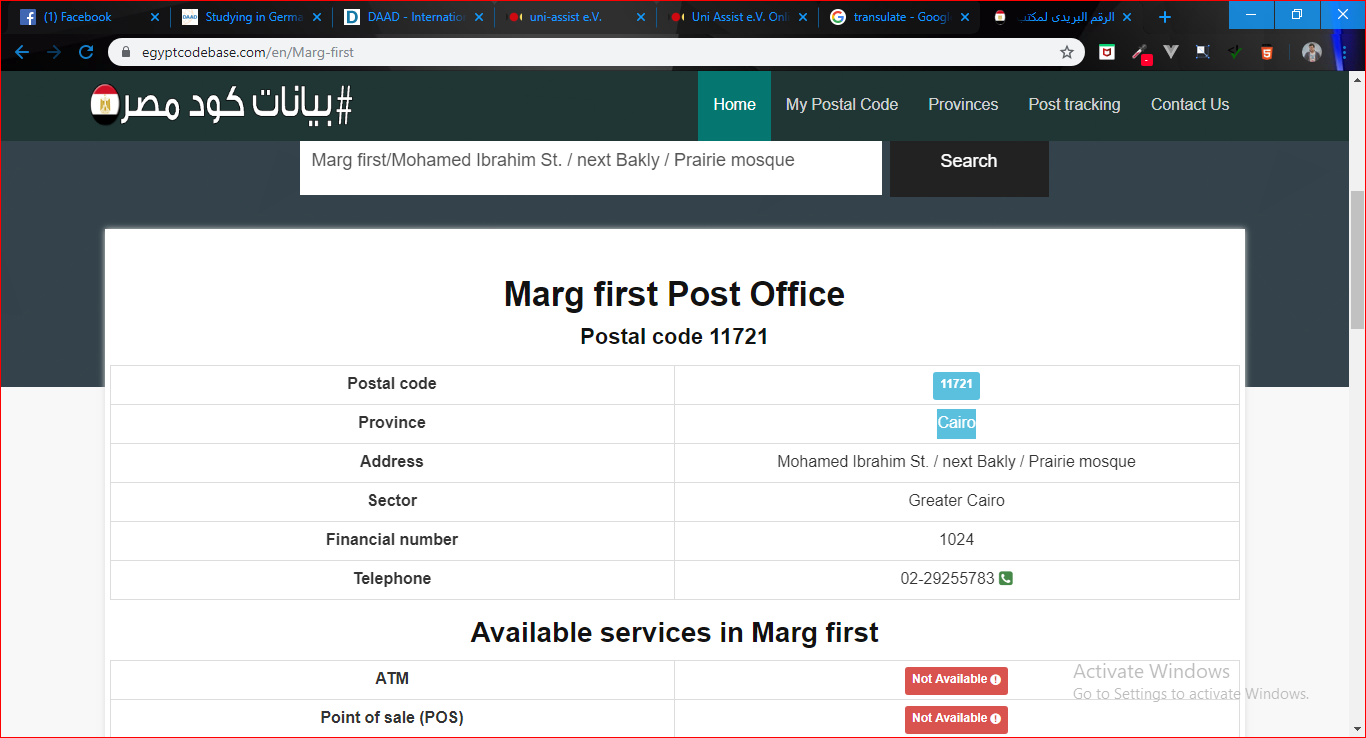 (1) Facebook
Studying in Germa
DAAD - Internatio
uni-assist e.V.
Uni Assist e.V. Onl
transulate - Googl
الرقم البريدى لمكتب
egyptcodebase.com/en/Marg-first
#بيانات كود مصر
Home
My Postal Code
Provinces
Post tracking
Contact Us
Marg first/Mohamed Ibrahim St. / next Bakly / Prairie mosque
Search
Marg first Post Office
Postal code 11721
Postal code 11721
Province Cairo
Address Mohamed Ibrahim St. / next Bakly / Prairie mosque
Sector Greater Cairo
Financial number 1024
Telephone 02-29255783
Available services in Marg first
ATM Not Available
Point of sale (POS) Not Available
Activate Windows
Go to Settings to activate Windows.